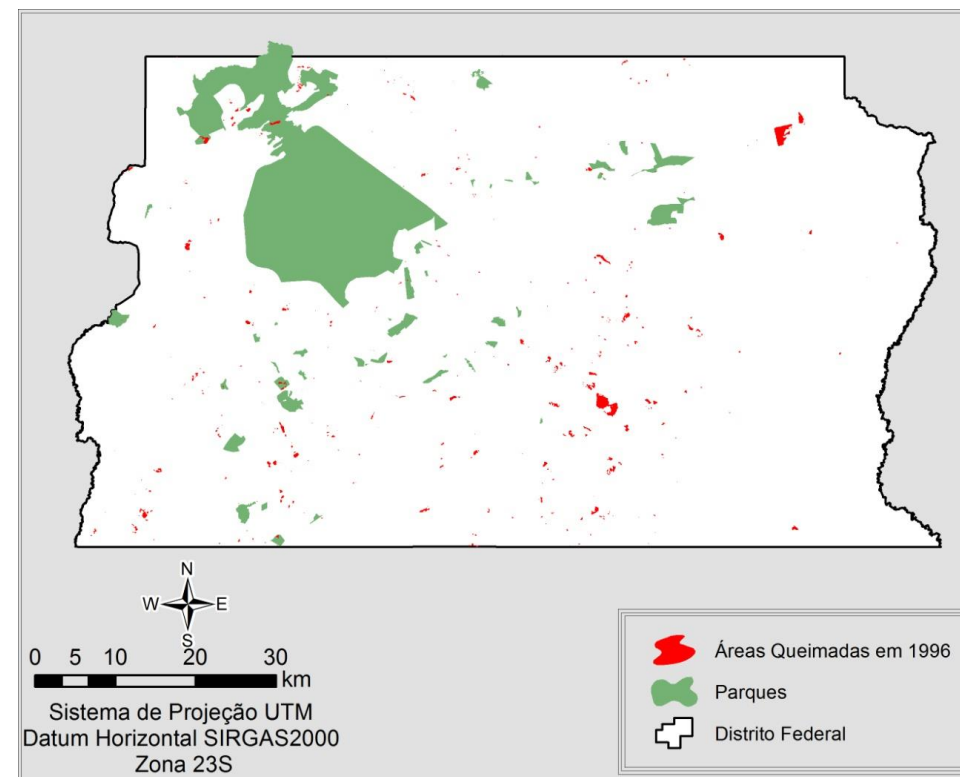 N
W E
S
0 5 10 20 30
km
Sistema de Projeção UTM
Datum Horizontal SIRGAS2000
Zona 23S
Áreas Queimadas em 1996
Parques
Distrito Federal